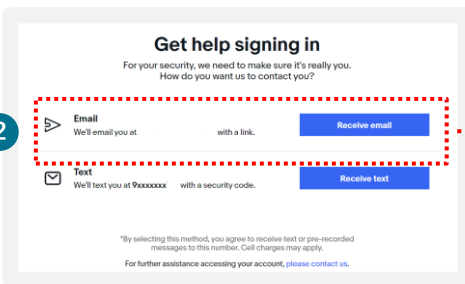 Get help signing in
For your security, we need to make sure it's really you.
How do you want us to contact you?
2
Email
We'll email you at with a link.
Receive email
Text
We'll text you at 9xxxxxxx with a security code.
Receive text
*By selecting this method, you agree to receive text or pre-recorded
messages to this number. Cell charges may apply.
For further assistance accessing your account, please contact us.